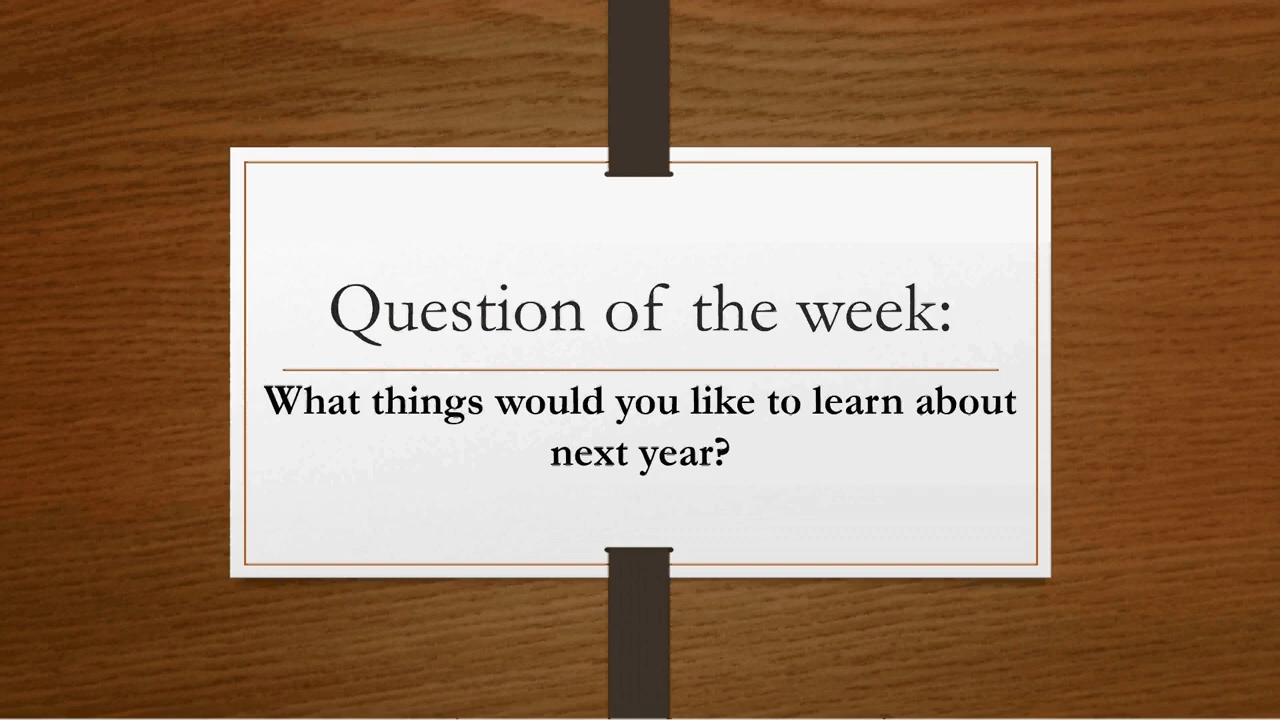 Question of the week:
What things would you like to learn about
next year?